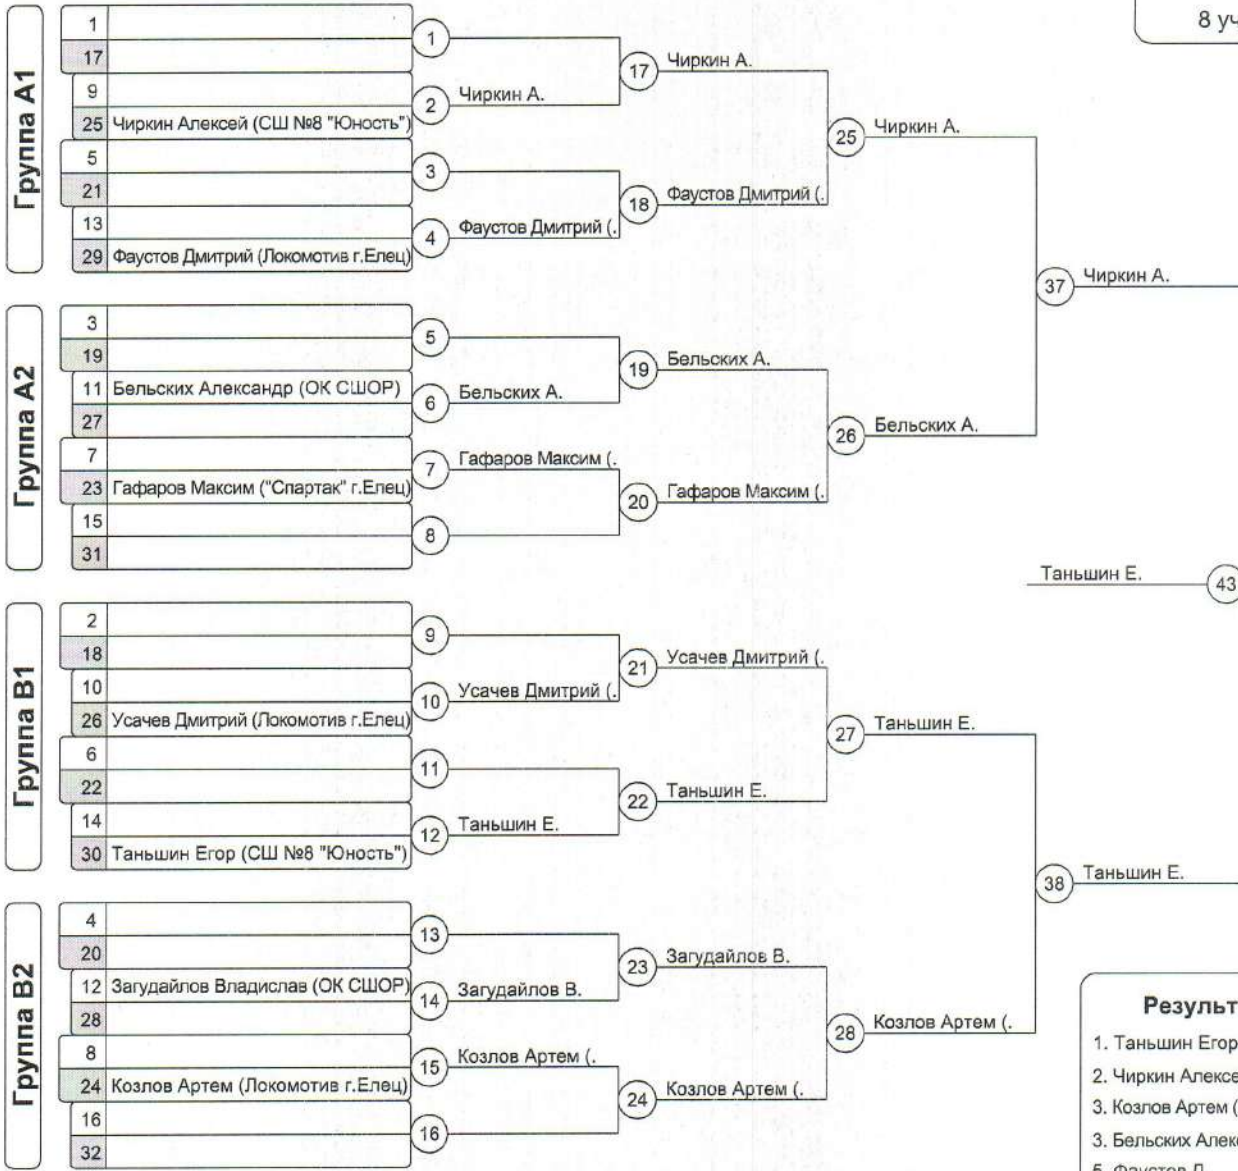 8 уч
Группа А1
1
17
9
25 Чиркин Алексей (СШ №8 "Юность")
5
21
13
29 Фаустов Дмитрий (Локомотив г.Елец)
1
2 Чиркин А.
3
4 Фаустов Дмитрий (.
17 Чиркин А.
18 Фаустов Дмитрий (.
25 Чиркин А.
Группа А2
3
19
11 Бельских Александр (ОК СШОР)
27
7
23 Гафаров Максим ("Спартак" г.Елец)
15
31
5
6 Бельских А.
7 Гафаров Максим (.
8
19 Бельских А.
20 Гафаров Максим (.
26 Бельских А.
37 Чиркин А.
Таньшин Е. 43
Группа В1
2
18
10
26 Усачев Дмитрий (Локомотив г.Елец)
6
22
14
30 Таньшин Егор (СШ №8 "Юность")
9
10 Усачев Дмитрий (.
11
12 Таньшин Е.
21 Усачев Дмитрий (.
22 Таньшин Е.
27 Таньшин Е.
Группа В2
4
20
12 Загудайлов Владислав (ОК СШОР)
28
8
24 Козлов Артем (Локомотив г.Елец)
16
32
13
14 Загудайлов В.
15 Козлов Артем (.
16
23 Загудайлов В.
24 Козлов Артем (.
28 Козлов Артем (.
38 Таньшин Е.
Результ
1. Таньшин Егор
2. Чиркин Алексе
3. Козлов Артем (
3. Бельских Алекс
5. Фаустов Д